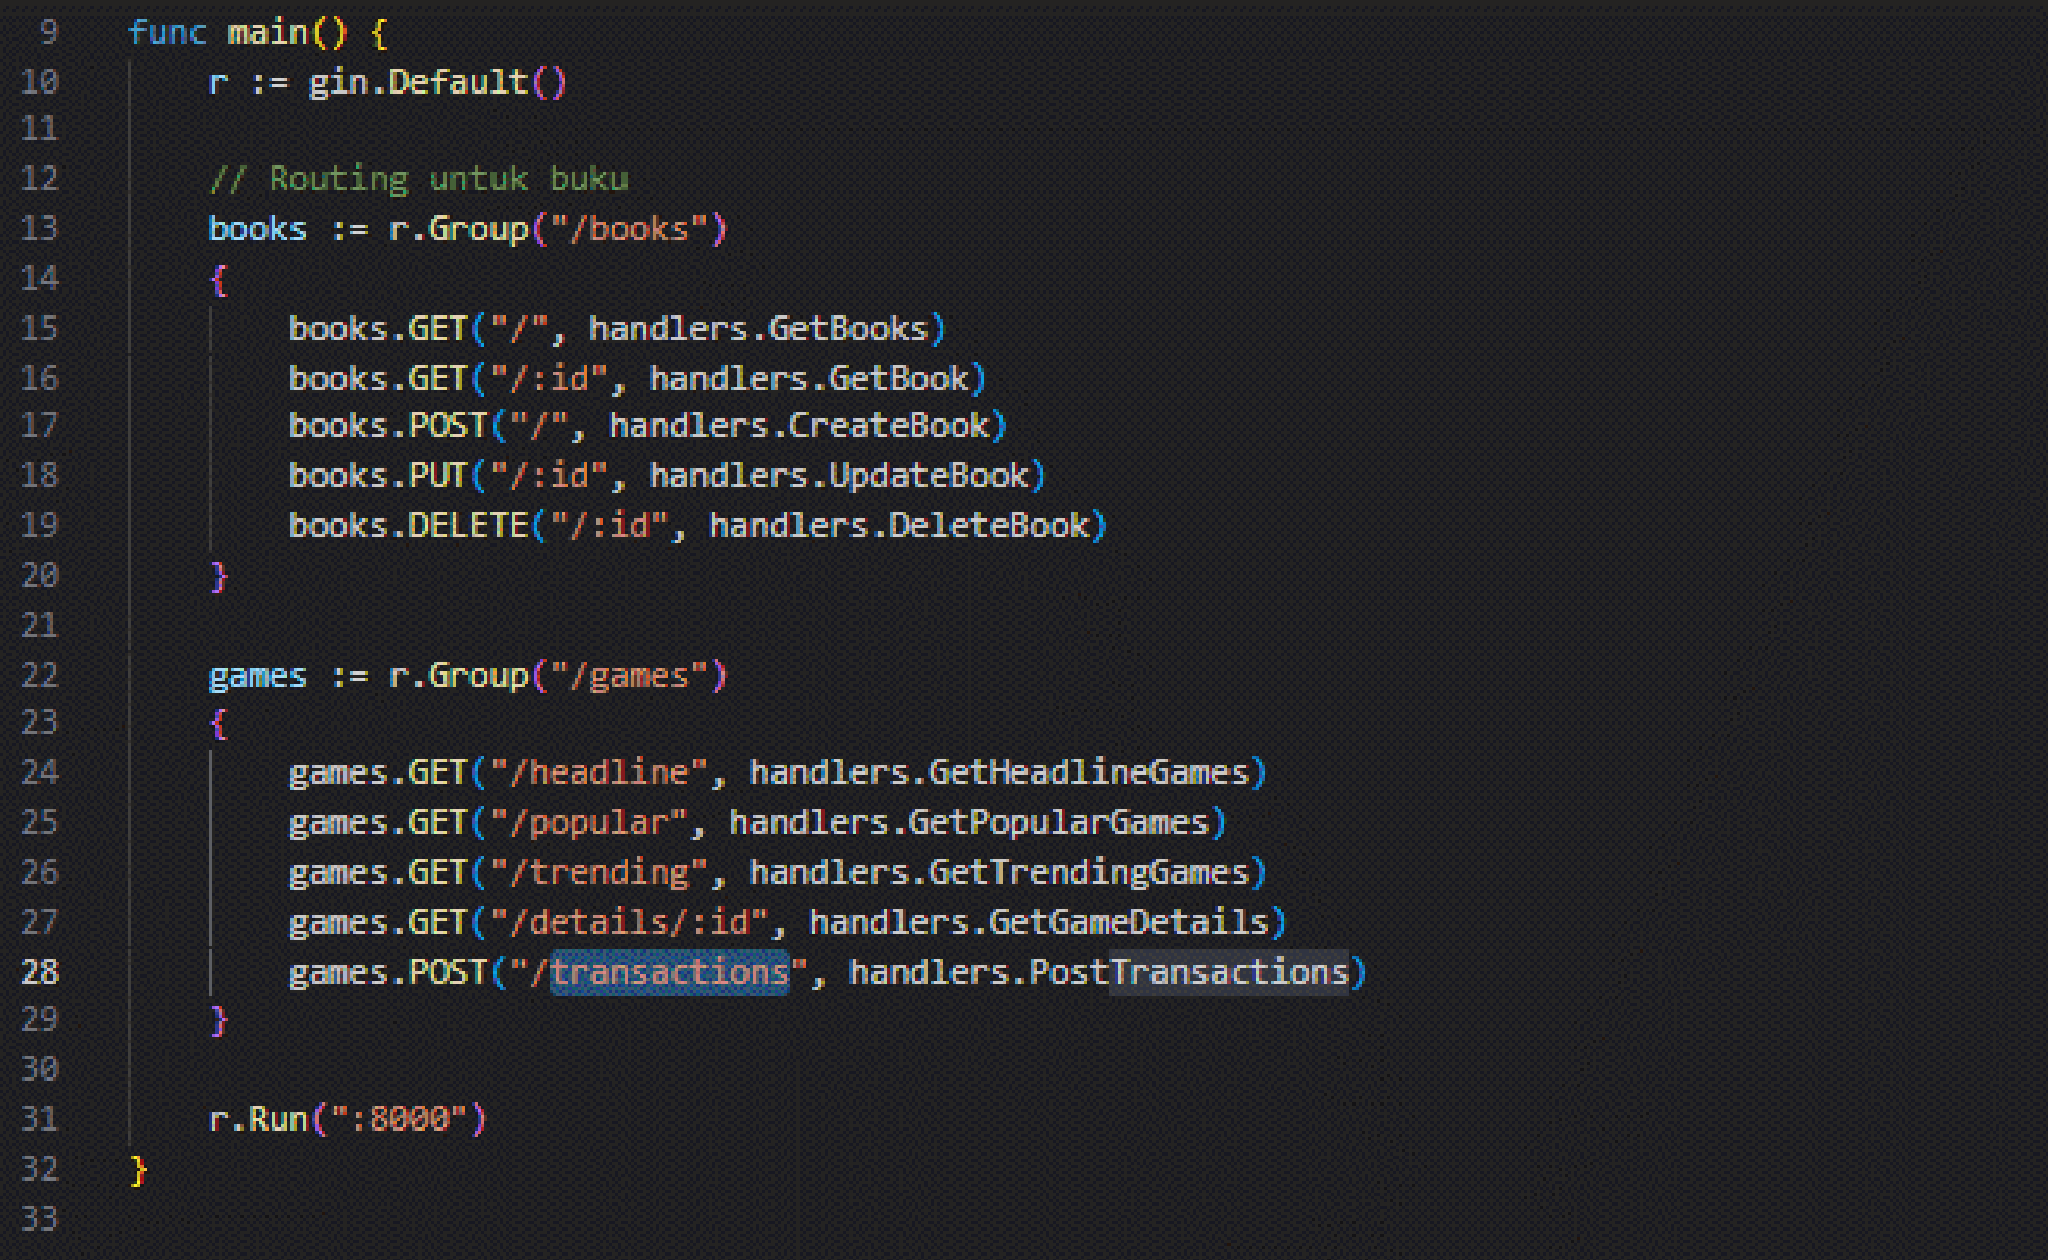 9 func main() {
10 r := gin.Default()
11
12 // Routing untuk buku
13 books := r.Group("/books")
14 {
15 books.GET("/", handlers.GetBooks)
16 books.GET("/:id", handlers.GetBook)
17 books.POST("/", handlers.CreateBook)
18 books.PUT("/:id", handlers.UpdateBook)
19 books.DELETE("/:id", handlers.DeleteBook)
20 }
21
22 games := r.Group("/games")
23 {
24 games.GET("/headline", handlers.GetHeadlineGames)
25 games.GET("/popular", handlers.GetPopularGames)
26 games.GET("/trending", handlers.GetTrendingGames)
27 games.GET("/details/:id", handlers.GetGameDetails)
28 games.POST("/transactions", handlers.PostTransactions)
29 }
30
31 r.Run(":8000")
32 }
33